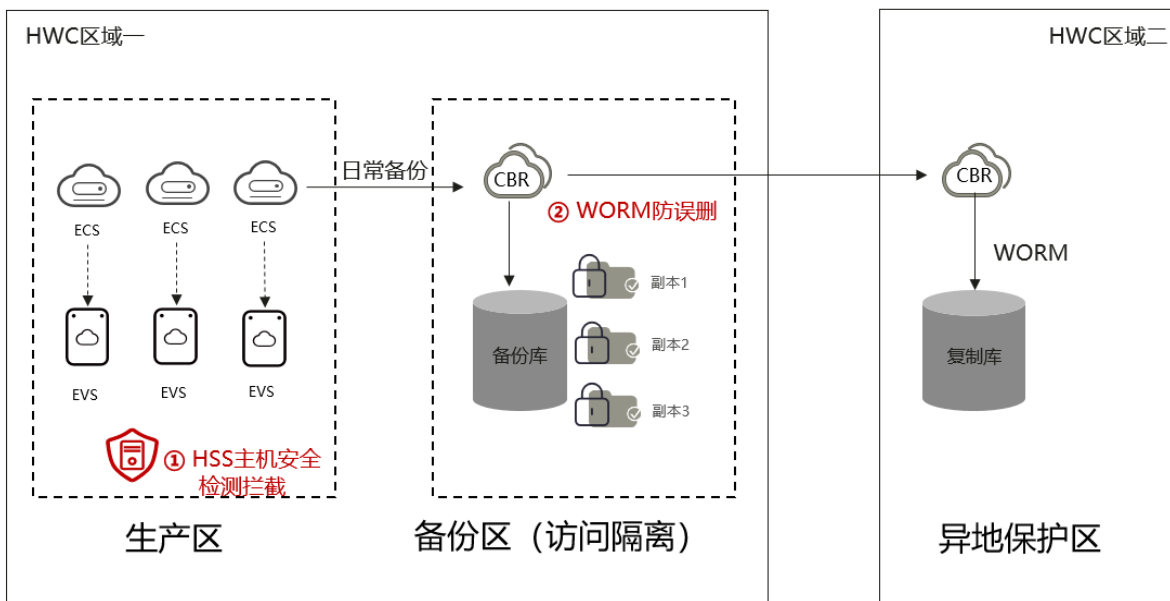 HWC区域一
HWC区域二
日常备份
CBR
CBR
ECS
ECS
ECS
② WORM防误删
WORM
副本1
备份库
副本2
复制库
EVS
EVS
EVS
副本3
① HSS主机安全
检测拦截
生产区
备份区（访问隔离）
异地保护区